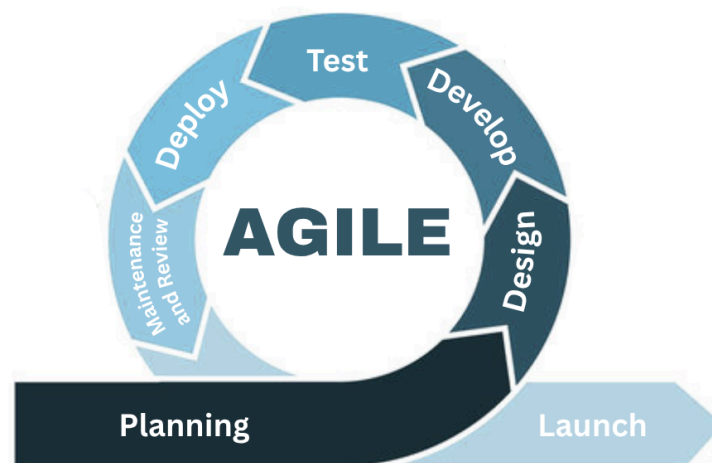 Test
Develop
Deploy
AGILE
Maintenance
and Review
Design
Planning
Launch